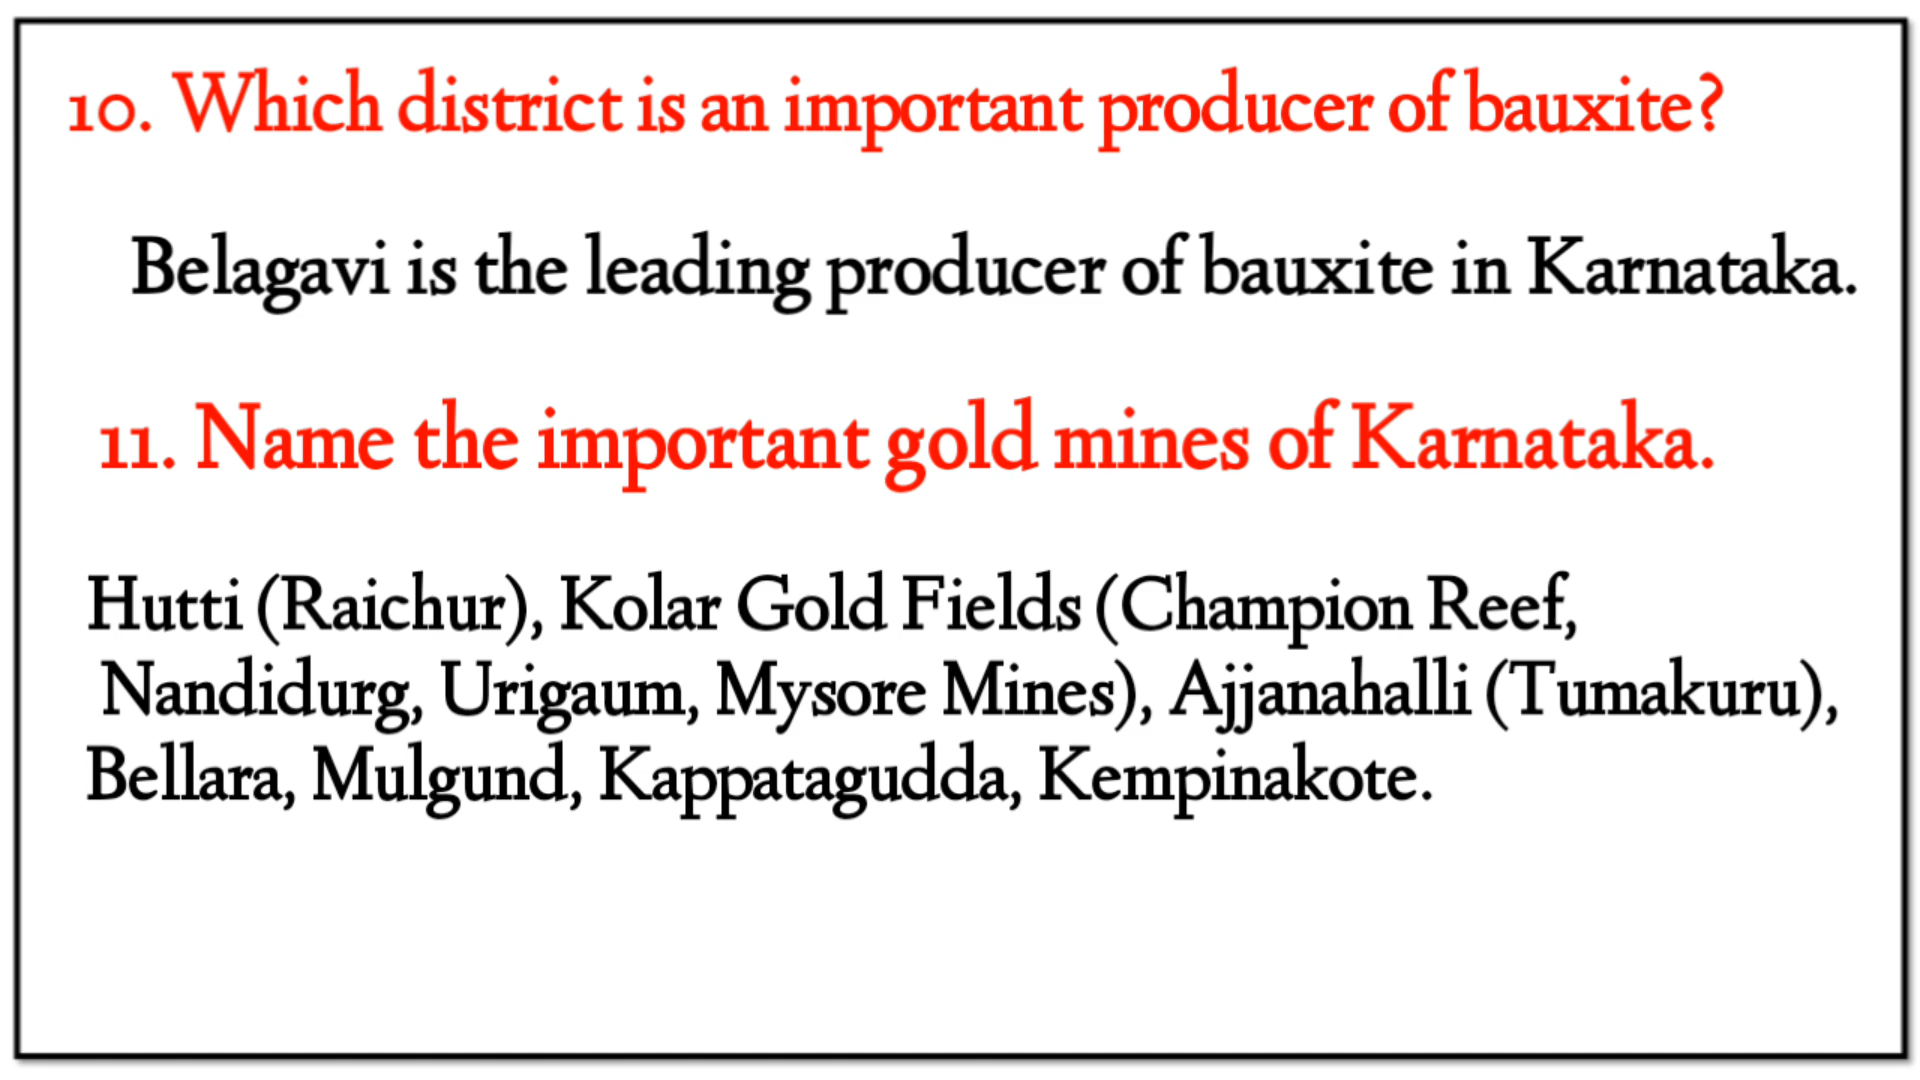 10. Which district is an important producer of bauxite?
Belagavi is the leading producer of bauxite in Karnataka.
11. Name the important gold mines of Karnataka.
Hutti (Raichur), Kolar Gold Fields (Champion Reef,
Nandidurg, Urigaum, Mysore Mines), Ajjanahalli (Tumakuru),
Bellara, Mulgund, Kappatagudda, Kempinakote.